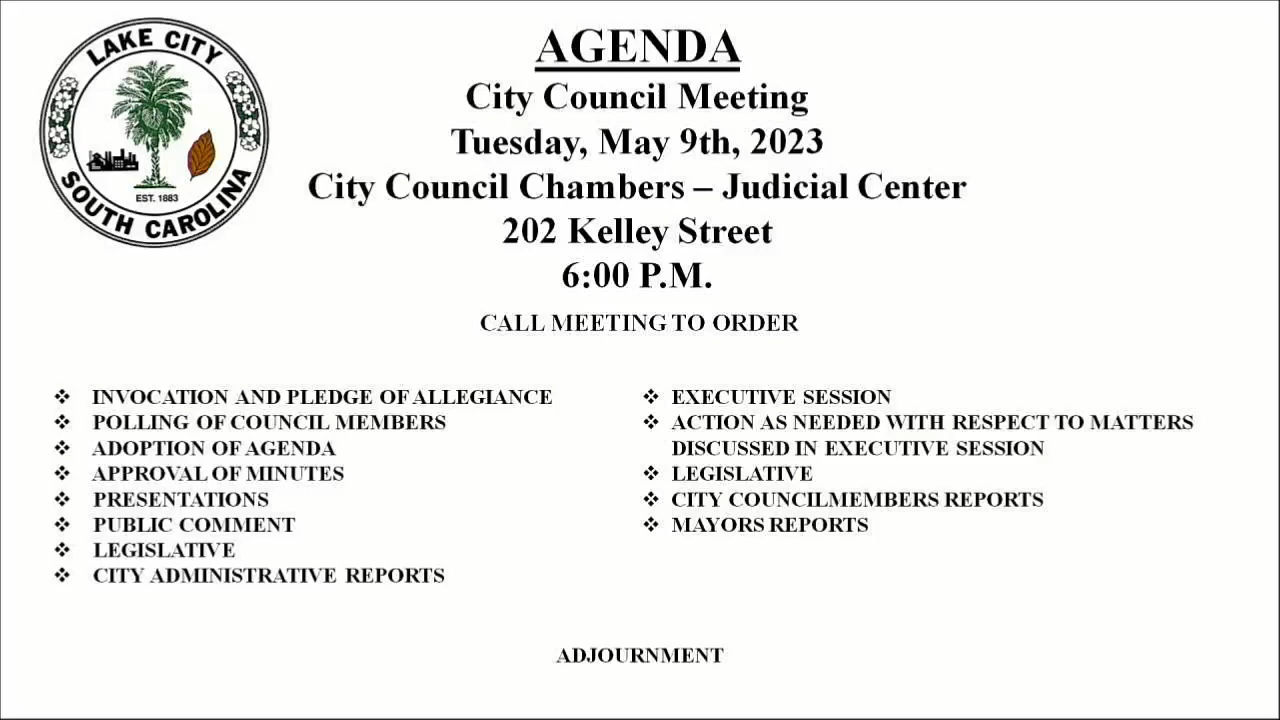 LAKE CITY
EST. 1883
SOUTH CAROLINA
AGENDA
City Council Meeting
Tuesday, May 9th, 2023
City Council Chambers – Judicial Center
202 Kelley Street
6:00 P.M.
CALL MEETING TO ORDER
❖ INVOCATION AND PLEDGE OF ALLEGIANCE
❖ POLLING OF COUNCIL MEMBERS
❖ ADOPTION OF AGENDA
❖ APPROVAL OF MINUTES
❖ PRESENTATIONS
❖ PUBLIC COMMENT
❖ LEGISLATIVE
❖ CITY ADMINISTRATIVE REPORTS
❖ EXECUTIVE SESSION
❖ ACTION AS NEEDED WITH RESPECT TO MATTERS
DISCUSSED IN EXECUTIVE SESSION
❖ LEGISLATIVE
❖ CITY COUNCILMEMBERS REPORTS
❖ MAYORS REPORTS
ADJOURNMENT